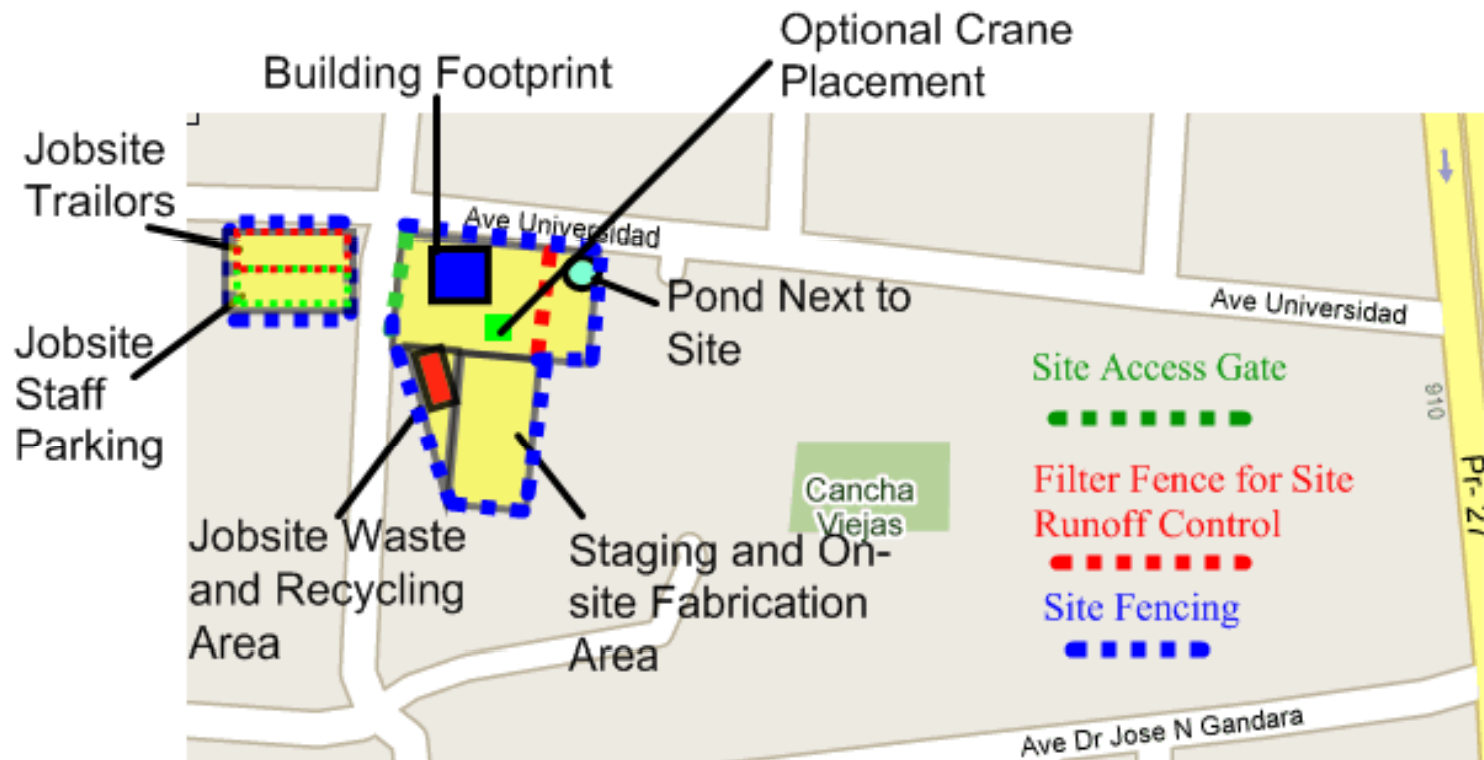 Optional Crane
Placement
Building Footprint
Jobsite
Trailors
Ave Universidad
Pond Next to
Site
Ave Universidad
Jobsite
Staff
Parking
Site Access Gate
910
Cancha
Viejas
Filter Fence for Site
Runoff Control
Pr-'27
Jobsite Waste
and Recycling
Area
Staging and On-
site Fabrication
Area
Site Fencing
Ave Dr Jose N Gandara